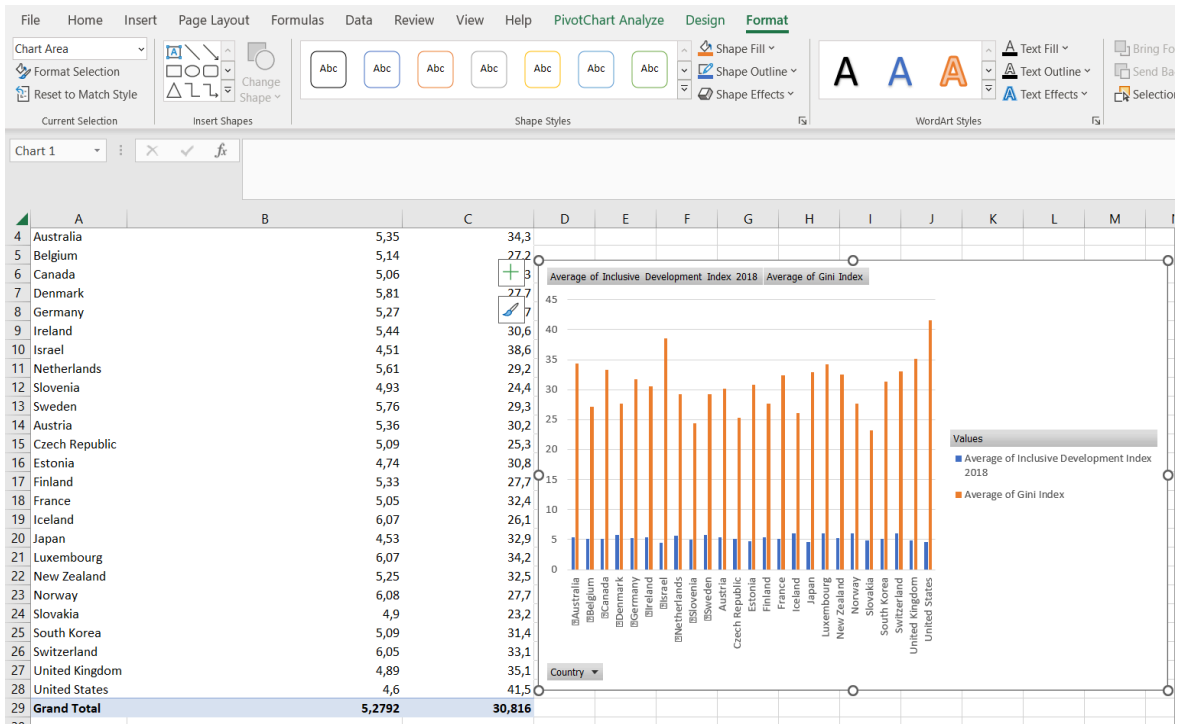 File Home Insert Page Layout Formulas Data Review View Help PivotChart Analyze Design Format
Chart Area
Format Selection
Reset to Match Style
Current Selection
A
Change
Shape
Insert Shapes
Abc Abc Abc Abc Abc Abc Abc
Shape Fill
Shape Outline
Shape Effects
Shape Styles
A A A
Text Fill
Text Outline
Text Effects
WordArt Styles
Bring Fo
Send Ba
Selection
Chart 1 fx
A B C D E F G H I J K L M
4 Australia 5,35 34,3
5 Belgium 5,14 27,2
6 Canada 5,06 3
7 Denmark 5,81 27,7
8 Germany 5,27 7
9 Ireland 5,44 30,6
10 Israel 4,51 38,6
11 Netherlands 5,61 29,2
12 Slovenia 4,93 24,4
13 Sweden 5,76 29,3
14 Austria 5,36 30,2
15 Czech Republic 5,09 25,3
16 Estonia 4,74 30,8
17 Finland 5,33 27,7
18 France 5,05 32,4
19 Iceland 6,07 26,1
20 Japan 4,53 32,9
21 Luxembourg 6,07 34,2
22 New Zealand 5,25 32,5
23 Norway 6,08 27,7
24 Slovakia 4,9 23,2
25 South Korea 5,09 31,4
26 Switzerland 6,05 33,1
27 United Kingdom 4,89 35,1
28 United States 4,6 41,5
29 Grand Total 5,2792 30,816
Average of Inclusive Development Index 2018 Average of Gini Index
45
40
35
30
25
20
15
10
5
0
Australia
Belgium
Canada
Denmark
Germany
Ireland
Israel
Netherlands
Slovenia
Sweden
Austria
Czech Republic
Estonia
Finland
France
Iceland
Japan
Luxembourg
New Zealand
Norway
Slovakia
South Korea
Switzerland
United Kingdom
United States
Values
Average of Inclusive Development Index
2018
Average of Gini Index
Country